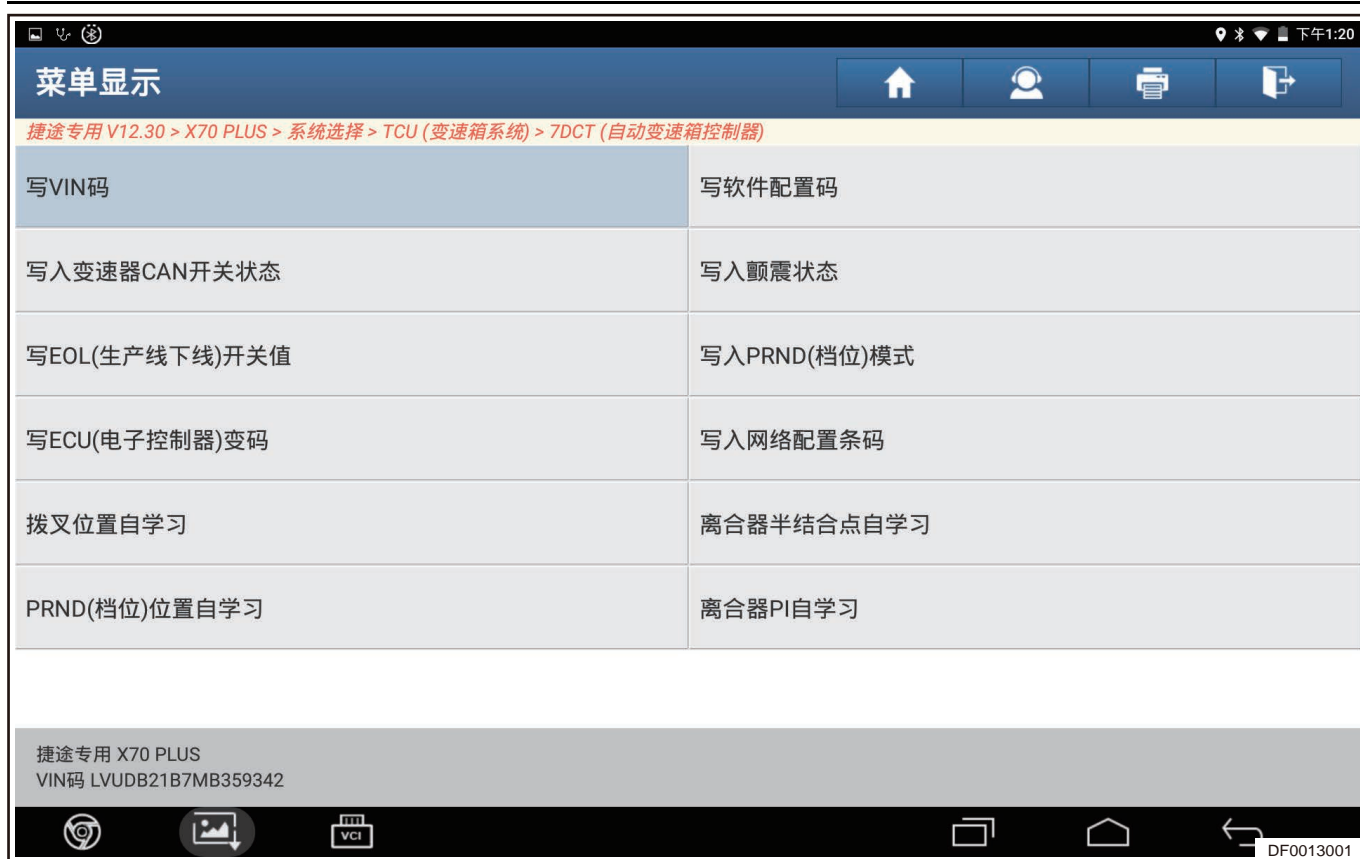 下午1:20
菜单显示
捷途专用 V12.30 > X70 PLUS > 系统选择 > TCU (变速箱系统) > 7DCT (自动变速箱控制器)
写VIN码
写软件配置码
写入变速器CAN开关状态
写入颤震状态
写EOL(生产线下线)开关值
写入PRND(档位)模式
写ECU(电子控制器)变码
写入网络配置条码
拨叉位置自学习
离合器半结合点自学习
PRND(档位)位置自学习
离合器PI自学习
捷途专用 X70 PLUS
VIN码 LVUDB21B7MB359342
VCI
DF0013001